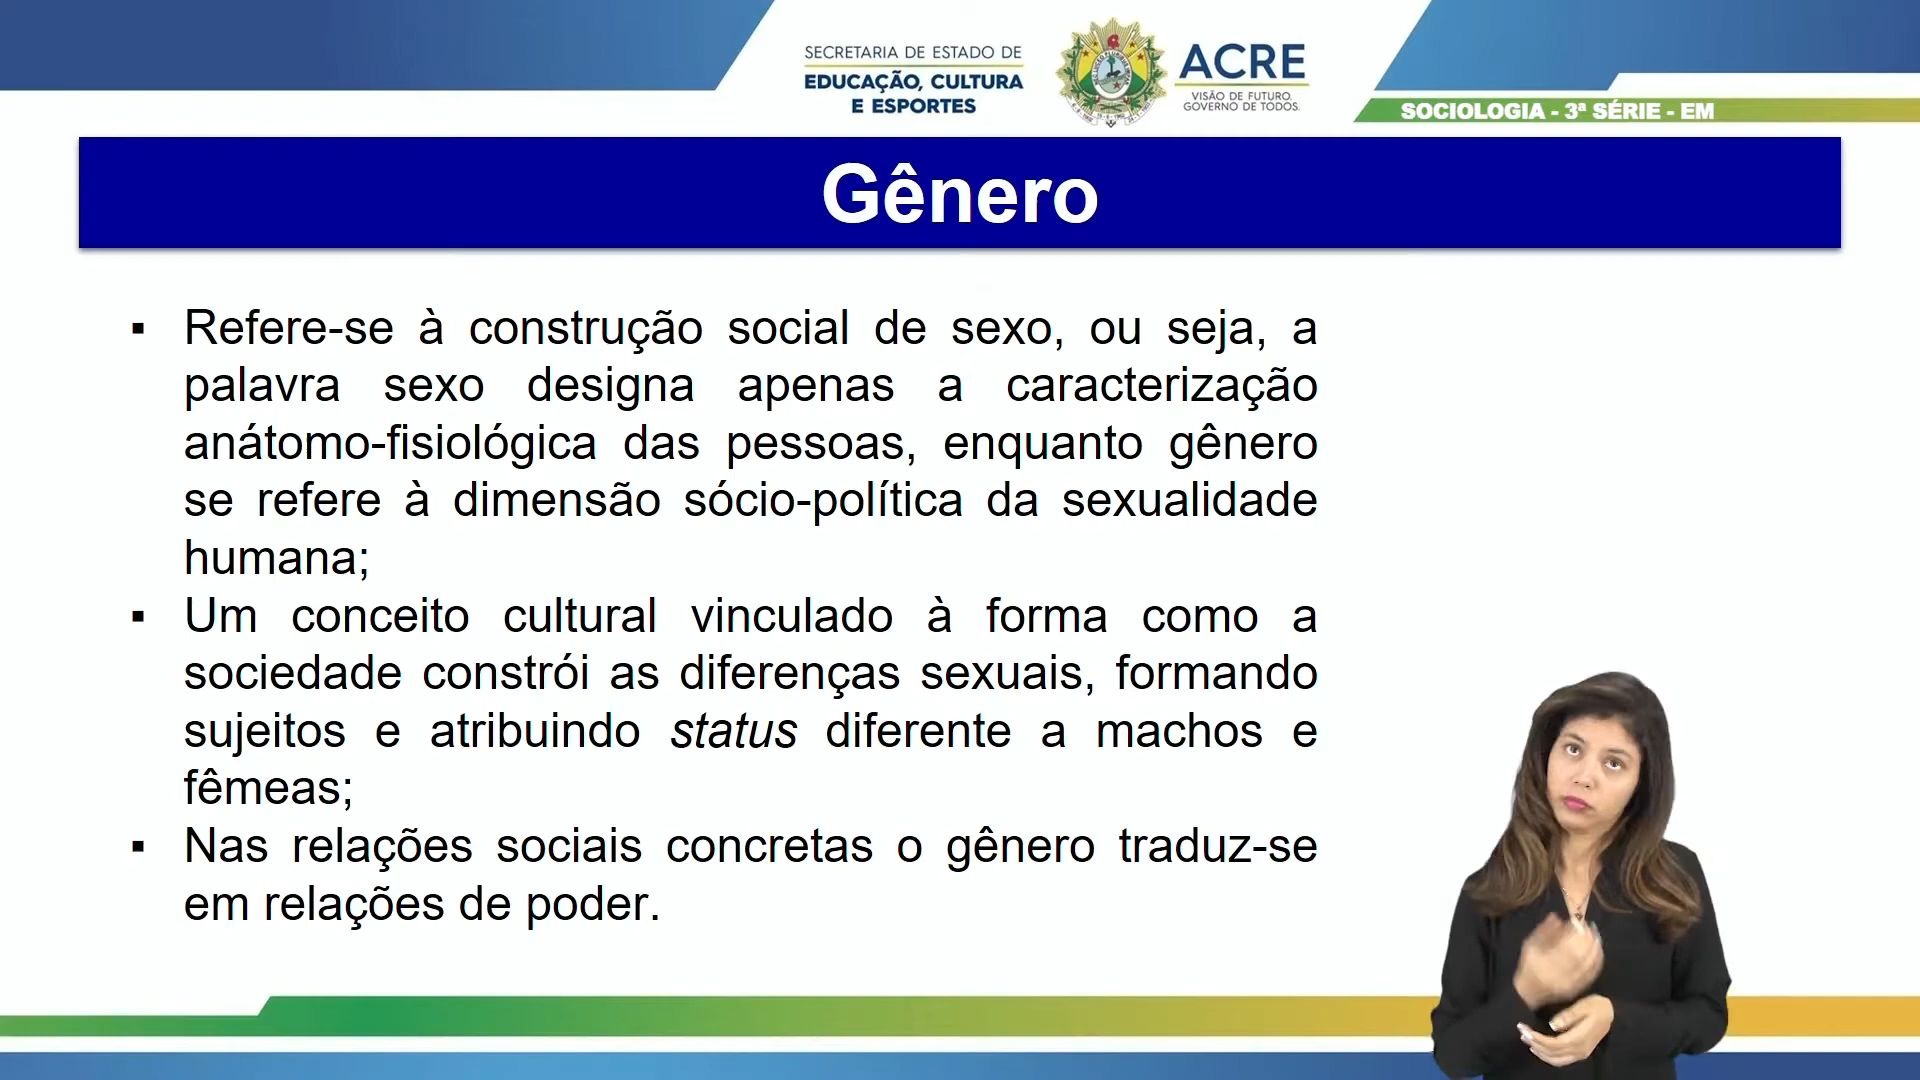 SECRETARIA DE ESTADO DE
EDUCAÇÃO, CULTURA
E ESPORTES
ACRE
VISÃO DE FUTURO.
GOVERNO DE TODOS.
SOCIOLOGIA - 3ª SÉRIE - EM
Gênero
▪ Refere-se à construção social de sexo, ou seja, a
palavra sexo designa apenas a caracterização
anátomo-fisiológica das pessoas, enquanto gênero
se refere à dimensão sócio-política da sexualidade
humana;
▪ Um conceito cultural vinculado à forma como a
sociedade constrói as diferenças sexuais, formando
sujeitos e atribuindo status diferente a machos e
fêmeas;
▪ Nas relações sociais concretas o gênero traduz-se
em relações de poder.